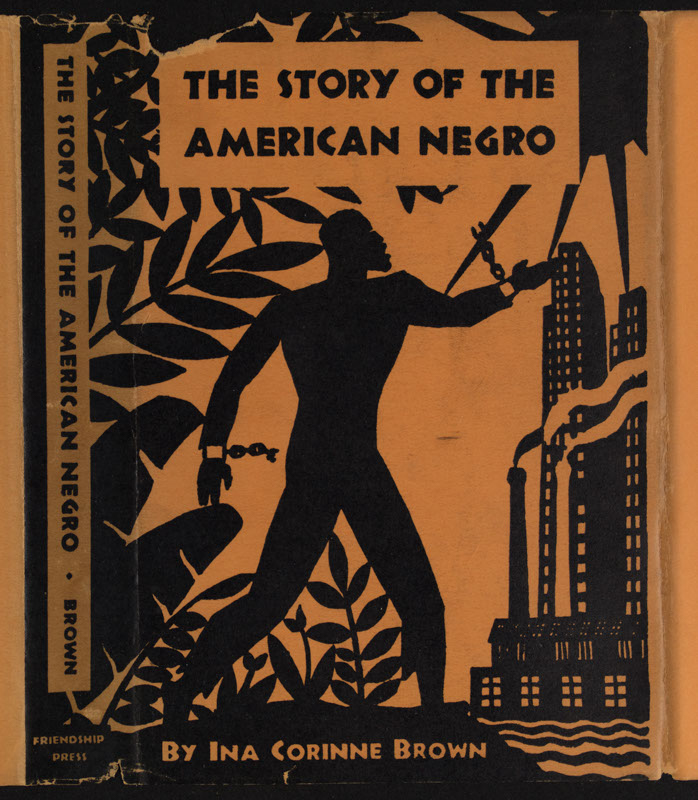 THE STORY OF THE AMERICAN NEGRO • BROWN
FRIENDSHIP
PRESS
THE STORY OF THE
AMERICAN NEGRO
BY INA CORINNE BROWN